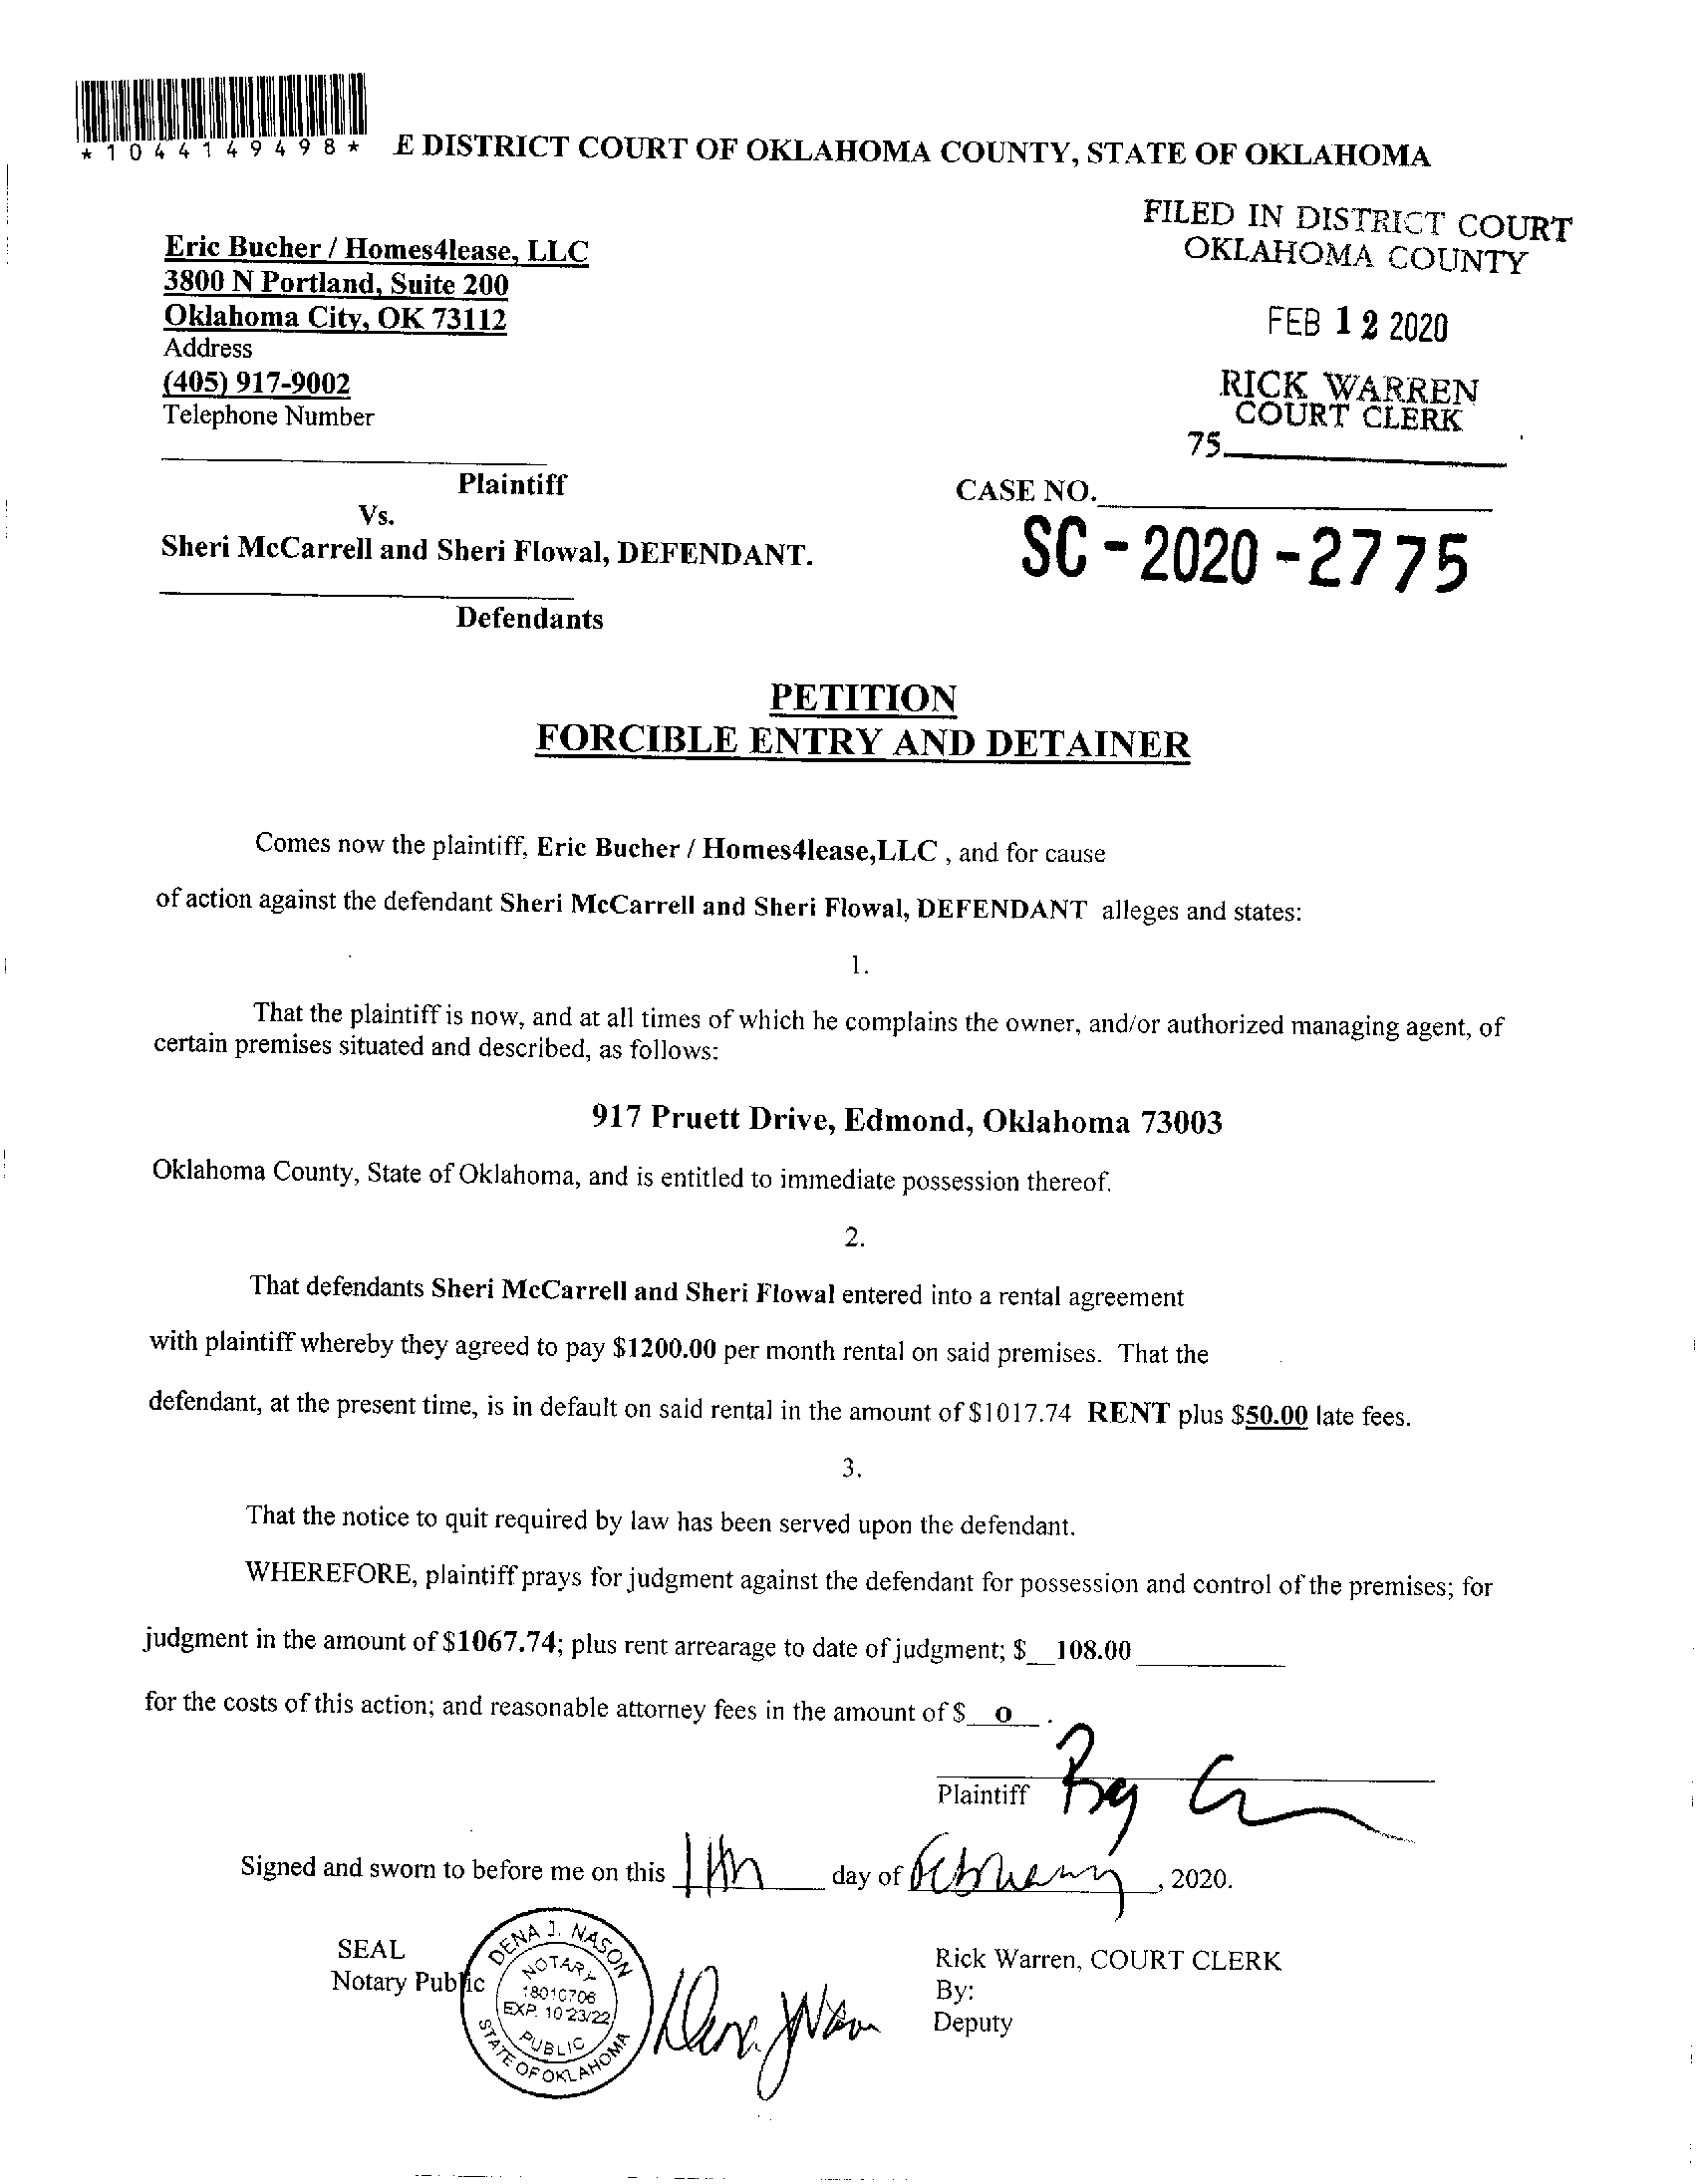 *1044149498*
E DISTRICT COURT OF OKLAHOMA COUNTY, STATE OF OKLAHOMA
FILED IN DISTRICT COURT
OKLAHOMA COUNTY
FEB 12 2020
RICK WARREN
COURT CLERK
75
Eric Bucher / Homes4lease, LLC
3800 N Portland, Suite 200
Oklahoma City, OK 73112
Address
(405) 917-9002
Telephone Number
Plaintiff
Vs.
Sheri McCarrell and Sheri Flowal, DEFENDANT.
Defendants
CASE NO.
SC-2020-2775
PETITION
FORCIBLE ENTRY AND DETAINER
Comes now the plaintiff, Eric Bucher / Homes4lease,LLC , and for cause
of action against the defendant Sheri McCarrell and Sheri Flowal, DEFENDANT alleges and states:
1.
That the plaintiff is now, and at all times of which he complains the owner, and/or authorized managing agent, of
certain premises situated and described, as follows:
917 Pruett Drive, Edmond, Oklahoma 73003
Oklahoma County, State of Oklahoma, and is entitled to immediate possession thereof.
2.
That defendants Sheri McCarrell and Sheri Flowal entered into a rental agreement
with plaintiff whereby they agreed to pay $1200.00 per month rental on said premises. That the
defendant, at the present time, is in default on said rental in the amount of $1017.74 RENT plus $50.00 late fees.
3.
That the notice to quit required by law has been served upon the defendant.
WHEREFORE, plaintiff prays for judgment against the defendant for possession and control of the premises; for
judgment in the amount of $1067.74; plus rent arrearage to date of judgment; $__108.00
for the costs of this action; and reasonable attorney fees in the amount of $__0__.
Plaintiff
Signed and sworn to before me on this 11th day of February, 2020.
SEAL
Notary Public
DENA J. NASON
NOTARY
18010706
EXP. 10/23/22
PUBLIC
STATE OF OKLAHOMA
Rick Warren, COURT CLERK
By:
Deputy